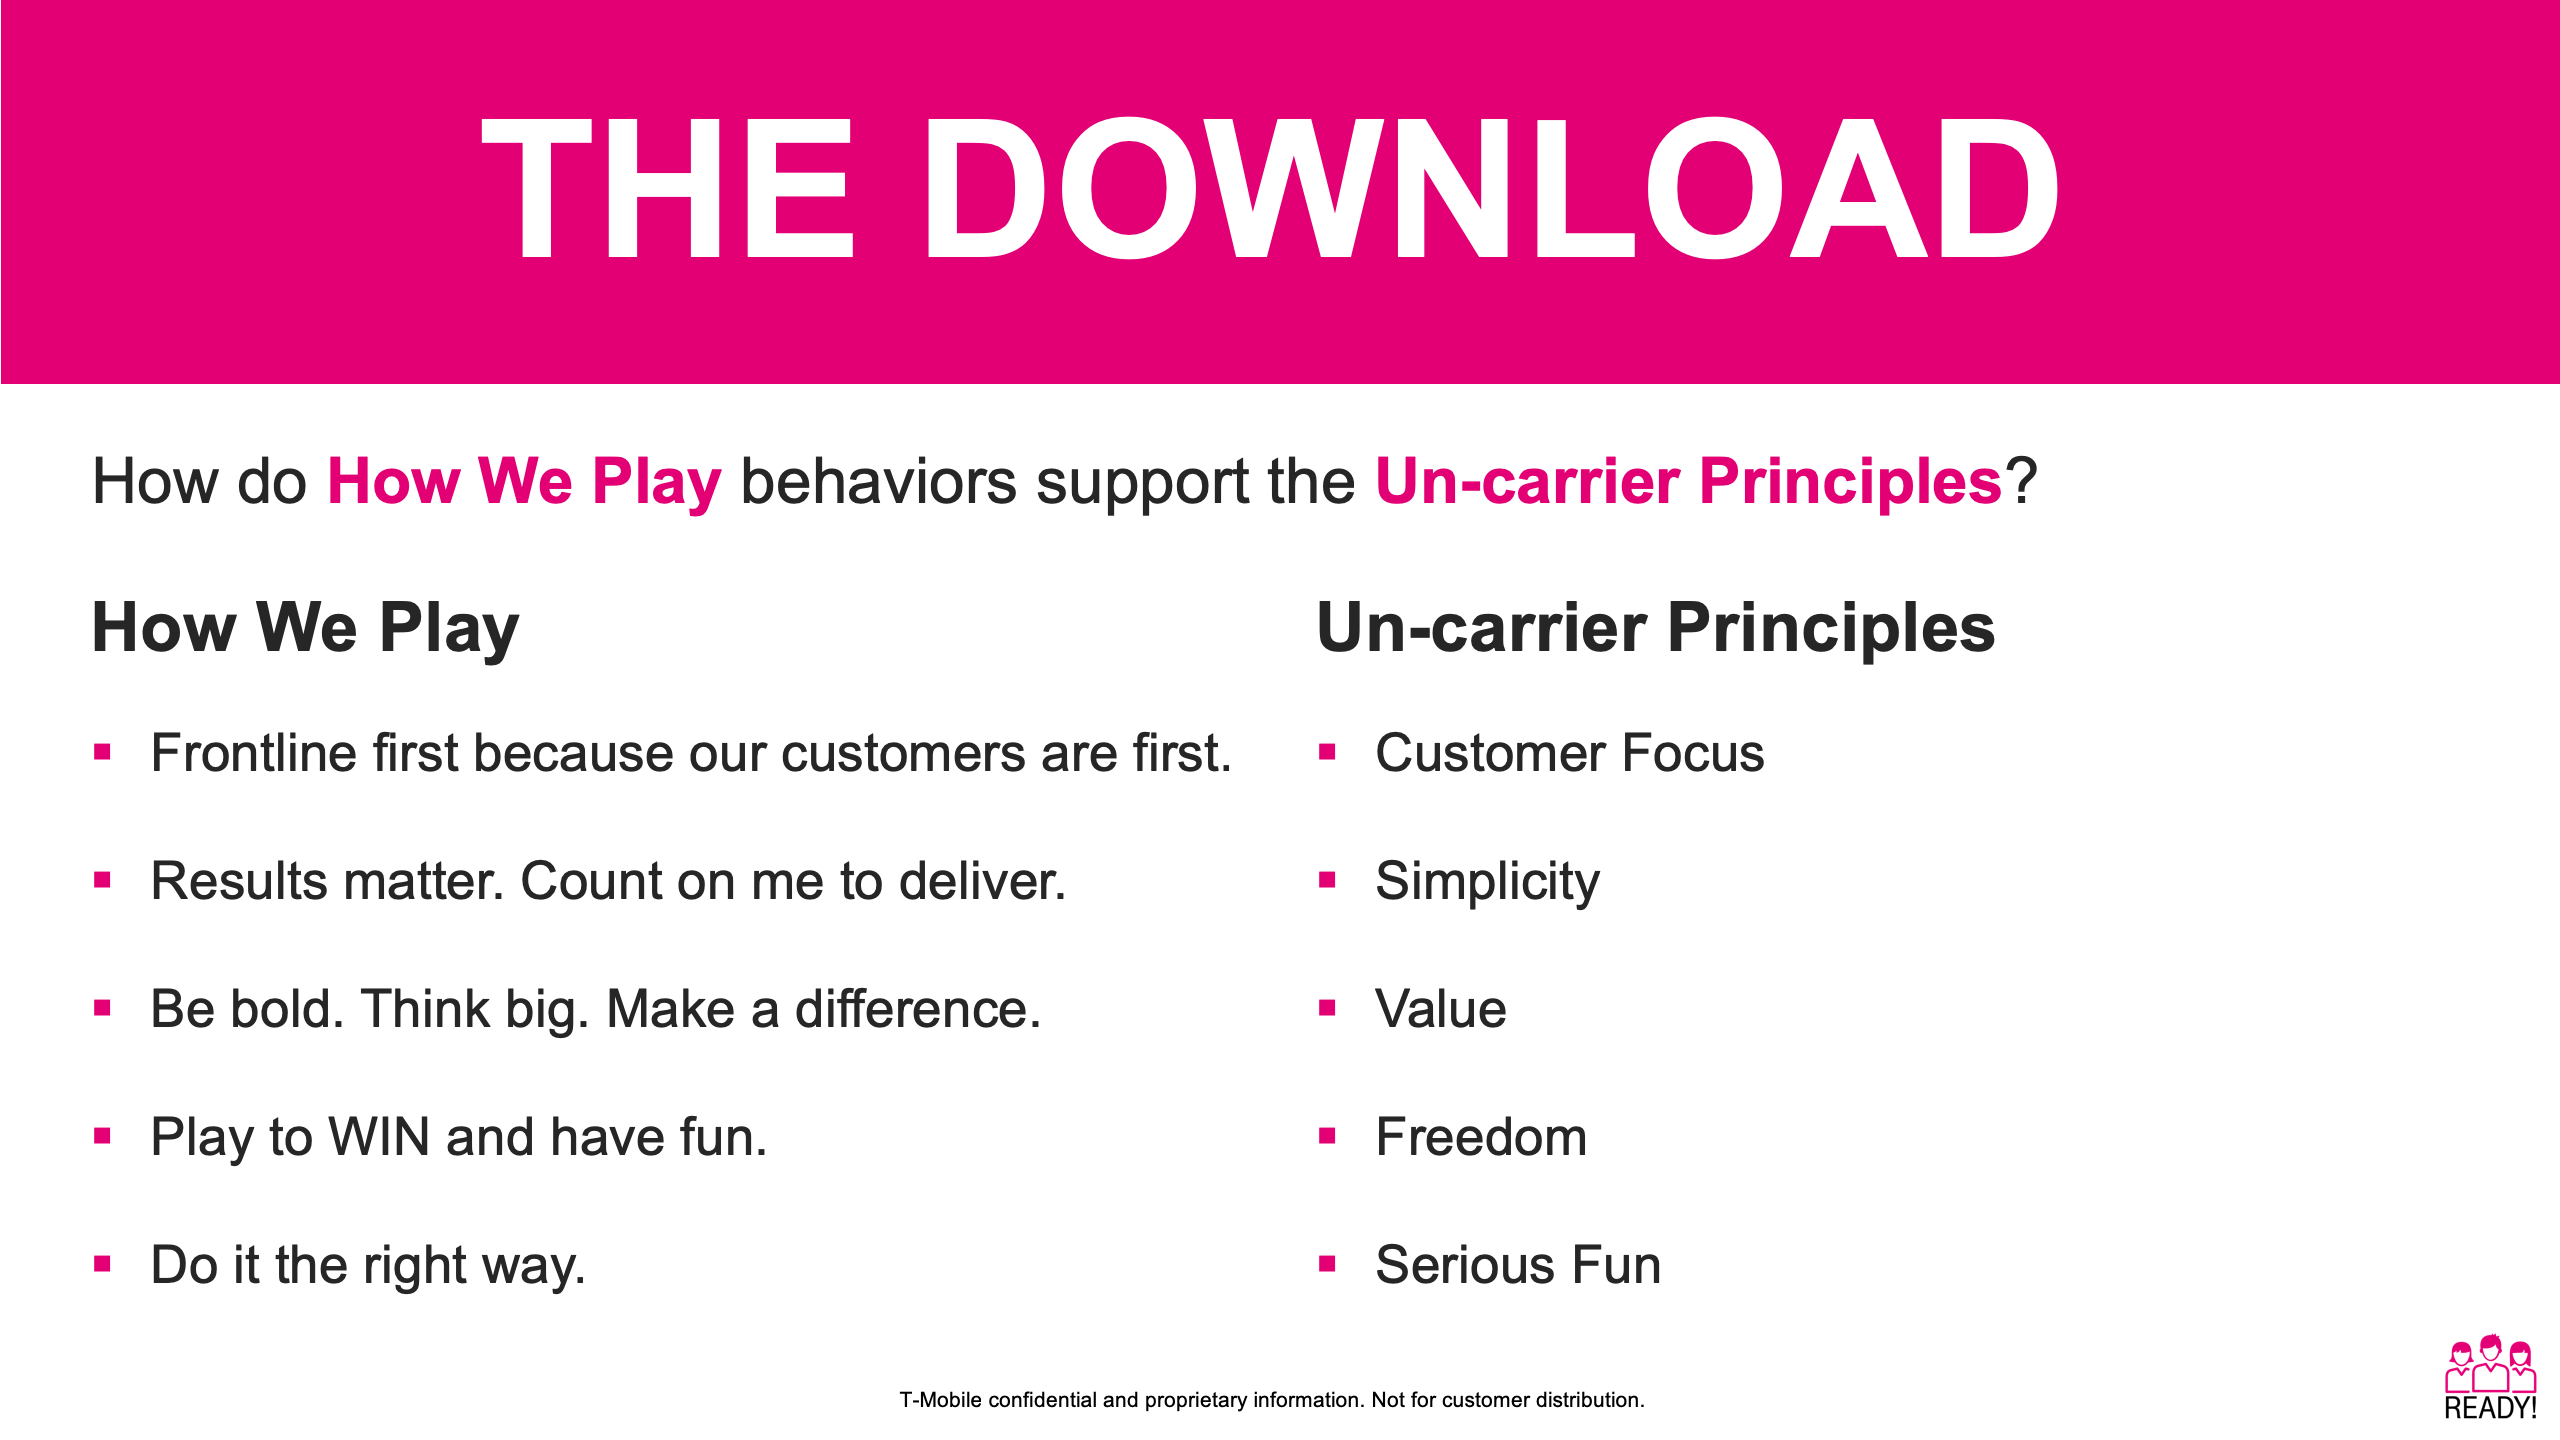 THE DOWNLOAD
How do How We Play behaviors support the Un-carrier Principles?
How We Play
▪ Frontline first because our customers are first.
▪ Results matter. Count on me to deliver.
▪ Be bold. Think big. Make a difference.
▪ Play to WIN and have fun.
▪ Do it the right way.
Un-carrier Principles
▪ Customer Focus
▪ Simplicity
▪ Value
▪ Freedom
▪ Serious Fun
T-Mobile confidential and proprietary information. Not for customer distribution.
READY!